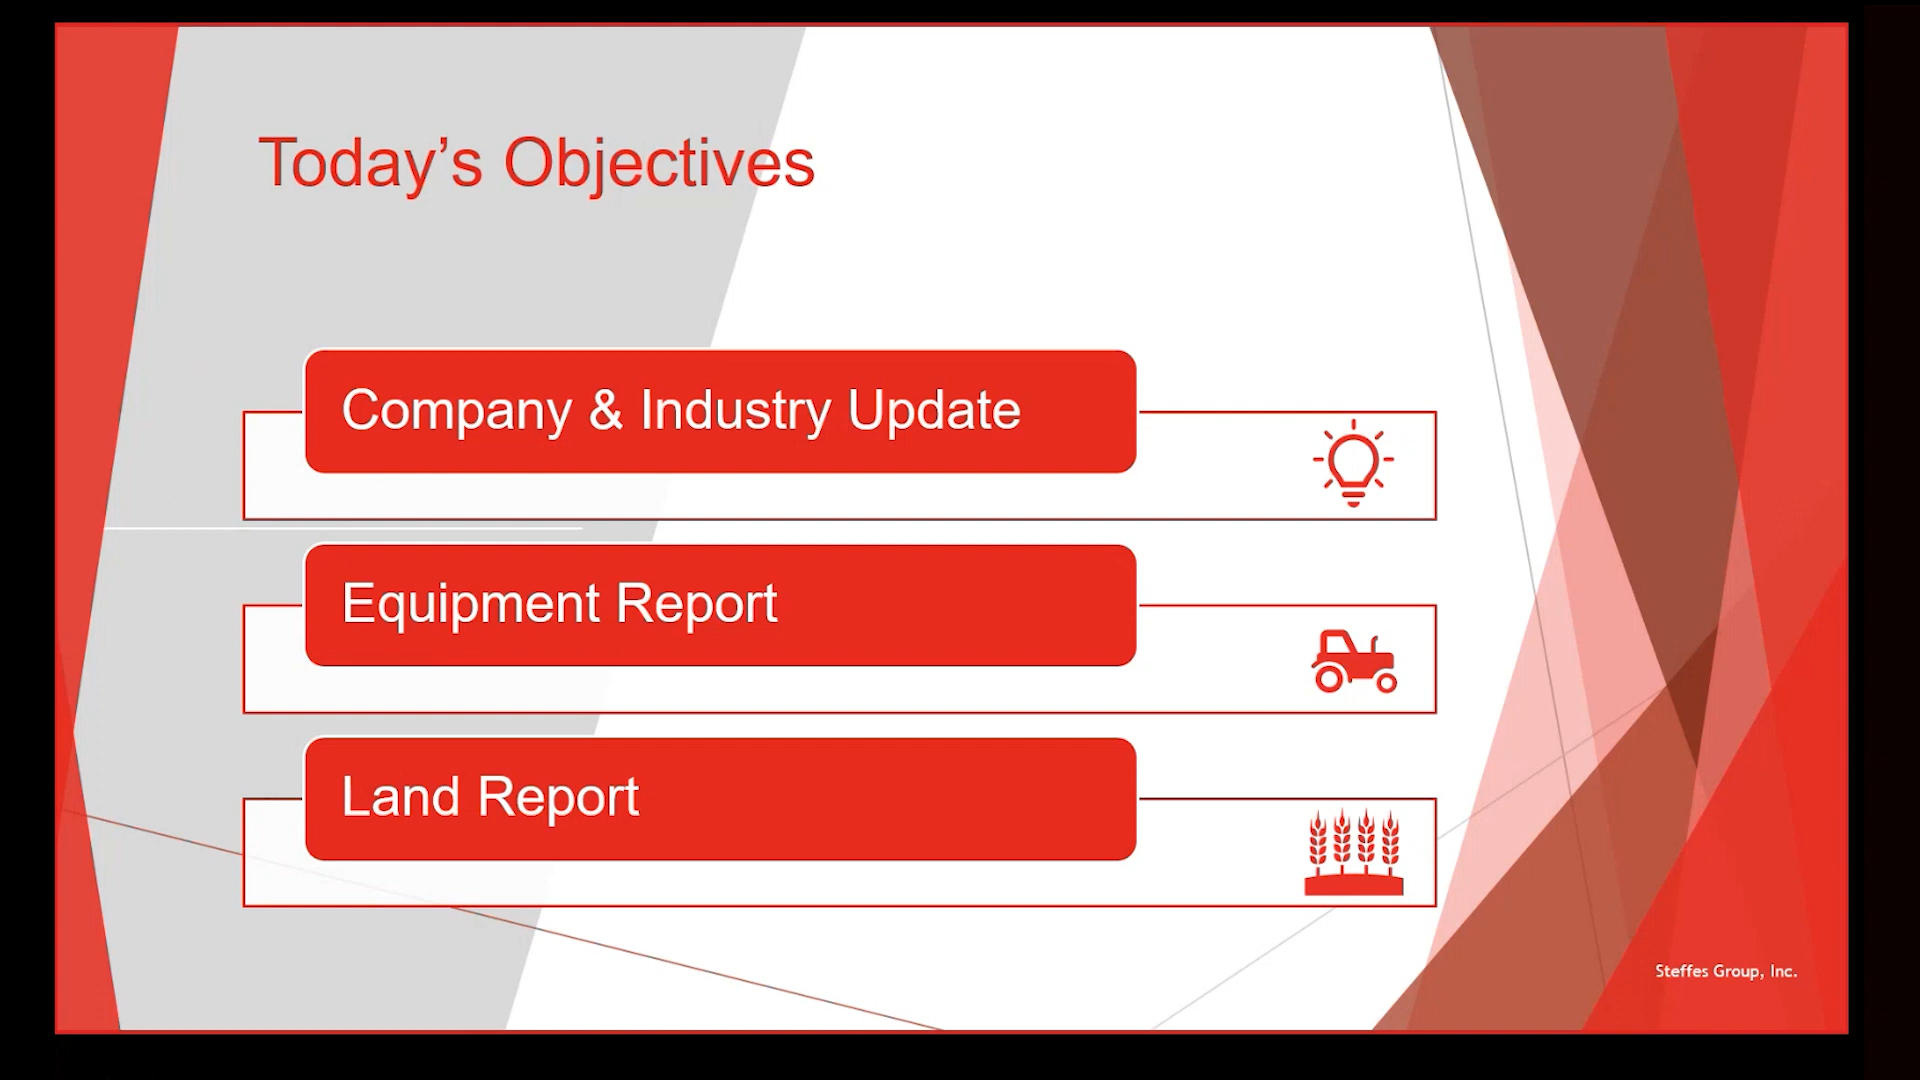 Today’s Objectives
Company & Industry Update
Equipment Report
Land Report
Steffes Group, Inc.